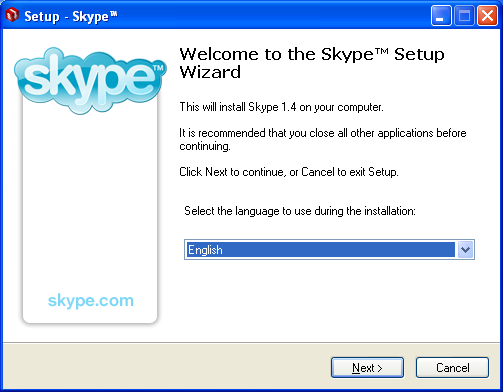 Setup - Skype™
skype™
Welcome to the Skype™ Setup
Wizard
This will install Skype 1.4 on your computer.
It is recommended that you close all other applications before
continuing.
Click Next to continue, or Cancel to exit Setup.
Select the language to use during the installation:
English
skype.com
Next >
Cancel